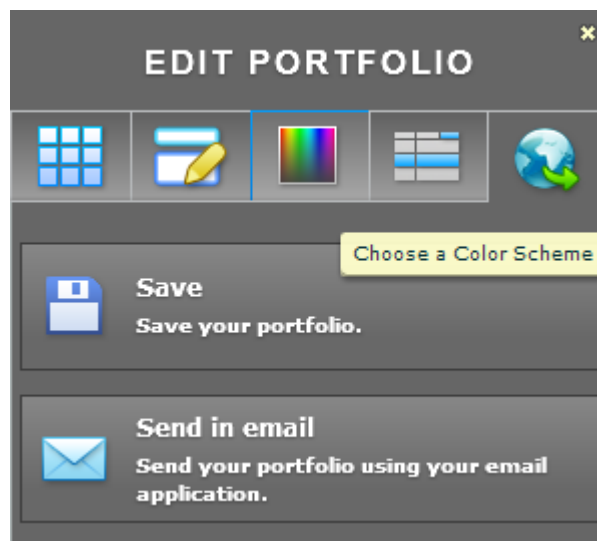 EDIT PORTFOLIO
Choose a Color Scheme
Save
Save your portfolio.
Send in email
Send your portfolio using your email
application.